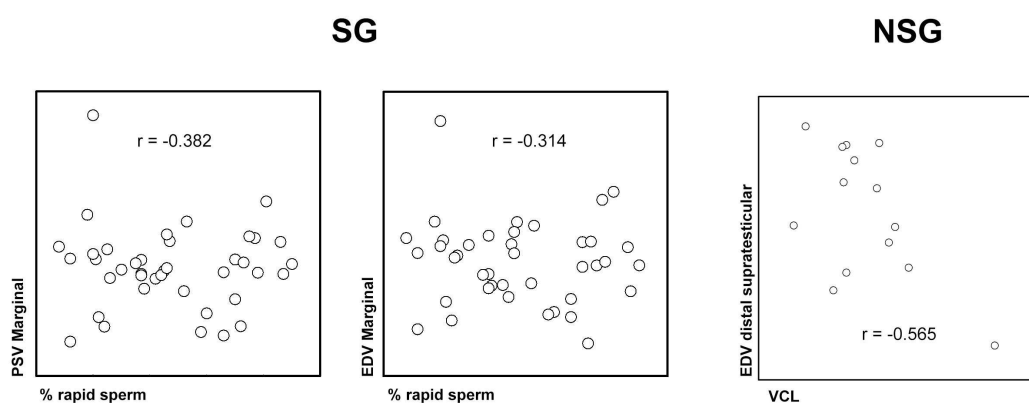 SG
NSG
r = -0.382
PSV Marginal
% rapid sperm
r = -0.314
EDV Marginal
% rapid sperm
r = -0.565
EDV distal supratesticular
VCL